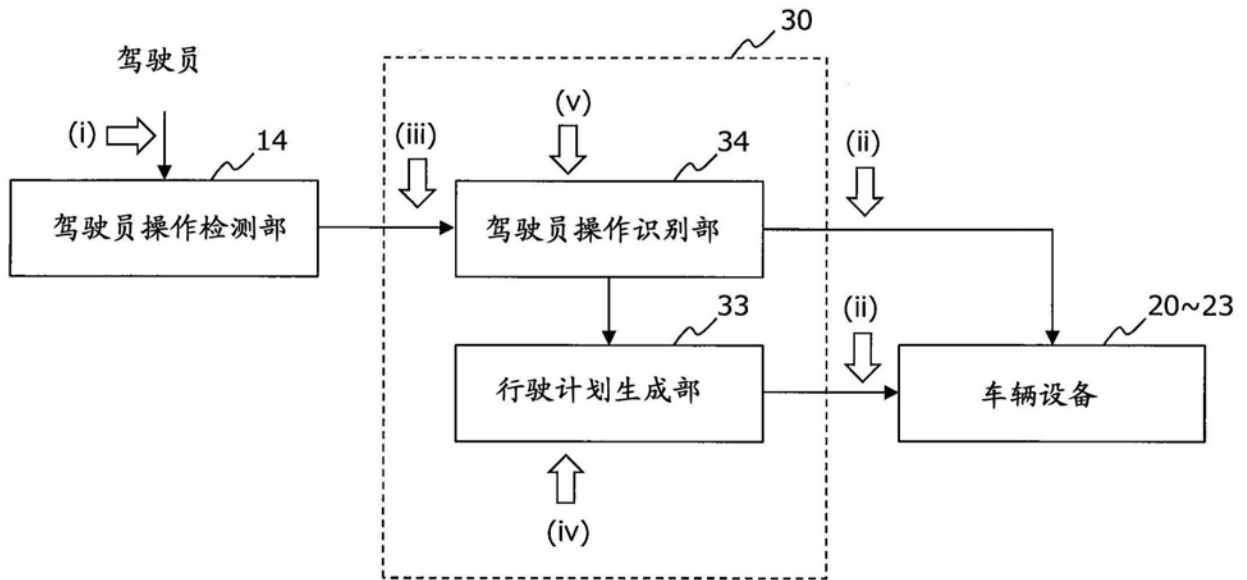 30
驾驶员
(i)
14
(iii)
(v)
34
(ii)
驾驶员操作检测部
驾驶员操作识别部
33
(ii)
20~23
行驶计划生成部
车辆设备
(iv)